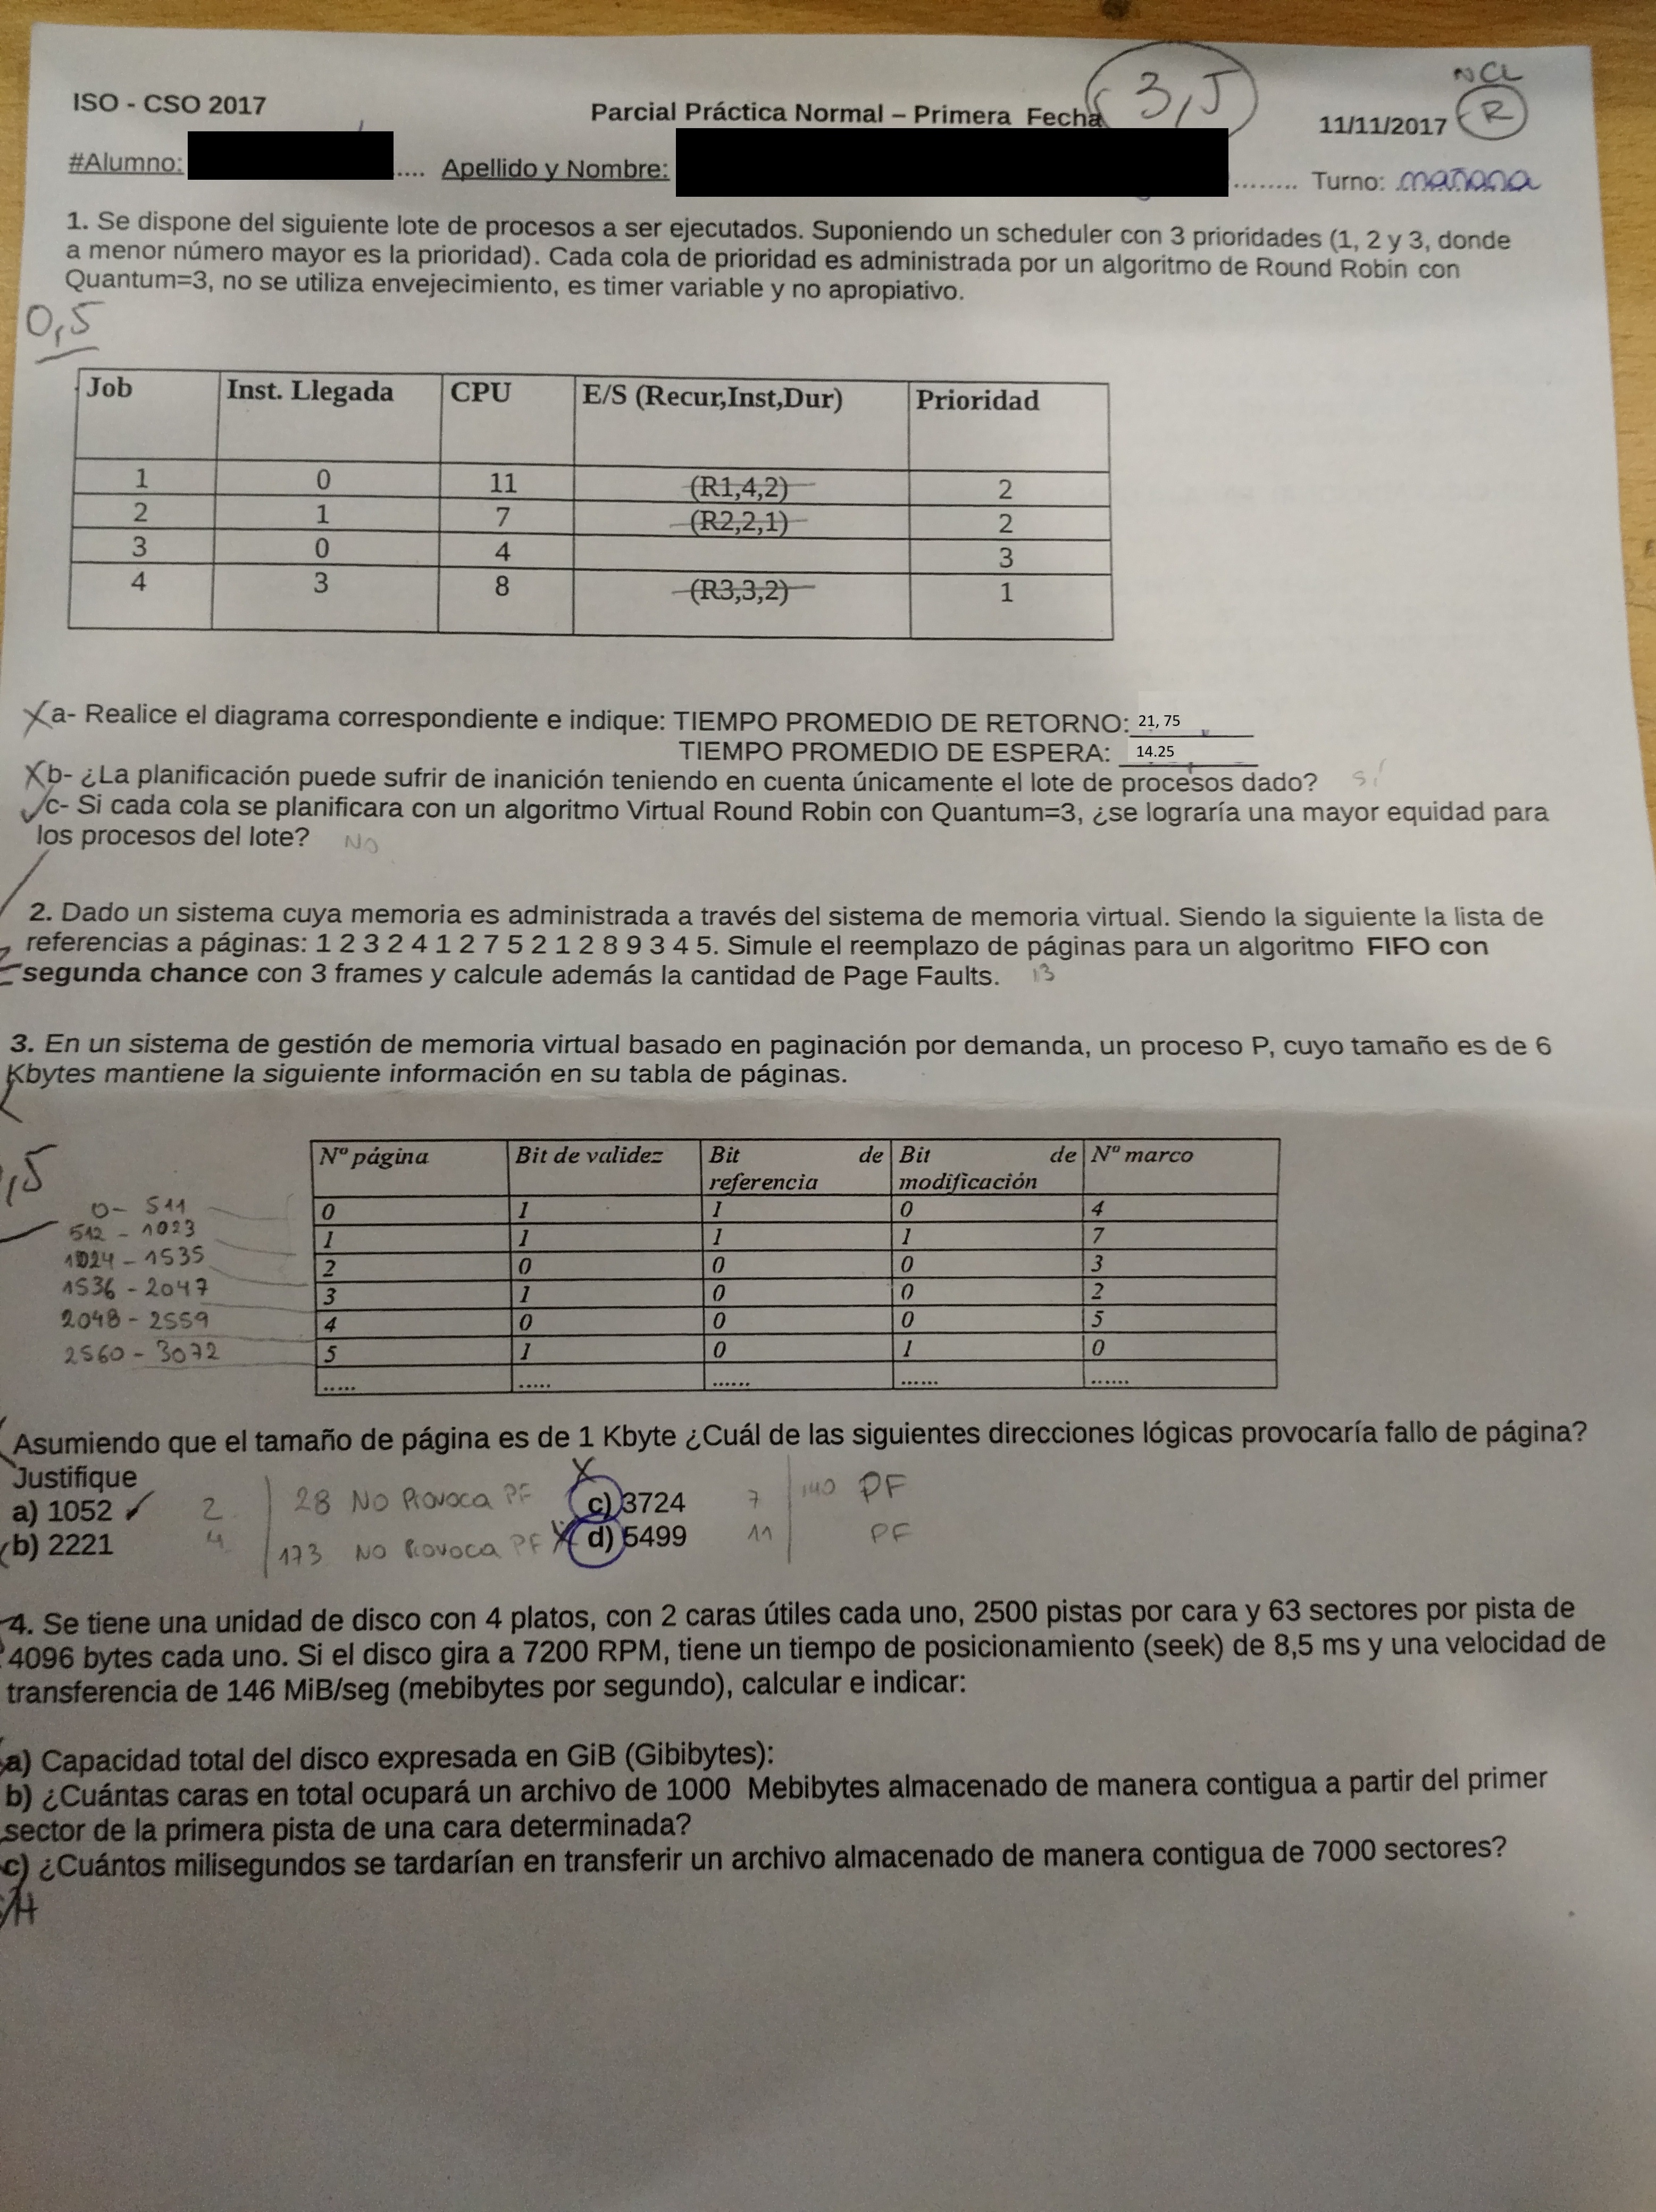 NCL
ISO - CSO 2017 Parcial Práctica Normal – Primera Fecha 3,5 11/11/2017 R
#Alumno: .... Apellido y Nombre: ........ Turno: mañana
1. Se dispone del siguiente lote de procesos a ser ejecutados. Suponiendo un scheduler con 3 prioridades (1, 2 y 3, donde
a menor número mayor es la prioridad). Cada cola de prioridad es administrada por un algoritmo de Round Robin con
Quantum=3, no se utiliza envejecimiento, es timer variable y no apropiativo.
0,5
Job Inst. Llegada CPU E/S (Recur,Inst,Dur) Prioridad
1 0 11 (R1,4,2) 2
2 1 7 (R2,2,1) 2
3 0 4 3
4 3 8 (R3,3,2) 1
a- Realice el diagrama correspondiente e indique: TIEMPO PROMEDIO DE RETORNO: 21, 75
TIEMPO PROMEDIO DE ESPERA: 14.25
b- ¿La planificación puede sufrir de inanición teniendo en cuenta únicamente el lote de procesos dado? Si
c- Si cada cola se planificara con un algoritmo Virtual Round Robin con Quantum=3, ¿se lograría una mayor equidad para
los procesos del lote? NO
2. Dado un sistema cuya memoria es administrada a través del sistema de memoria virtual. Siendo la siguiente la lista de
referencias a páginas: 1 2 3 2 4 1 2 7 5 2 1 2 8 9 3 4 5. Simule el reemplazo de páginas para un algoritmo FIFO con
segunda chance con 3 frames y calcule además la cantidad de Page Faults. 13
3. En un sistema de gestión de memoria virtual basado en paginación por demanda, un proceso P, cuyo tamaño es de 6
Kbytes mantiene la siguiente información en su tabla de páginas.
,5
Nº página Bit de validez Bit de referencia Bit de modificación Nº marco
0 - 511 0 1 1 0 4
512 - 1023 1 1 1 1 7
1024 - 1535 2 0 0 0 3
1536 - 2047 3 1 0 0 2
2048 - 2559 4 0 0 0 5
2560 - 3072 5 1 0 1 0
..... ..... ...... ...... ......
Asumiendo que el tamaño de página es de 1 Kbyte ¿Cuál de las siguientes direcciones lógicas provocaría fallo de página?
Justifique
a) 1052 2 28 NO Provoca PF c) 3724 7 140 PF
b) 2221 4 173 NO Provoca PF d) 5499 11 PF
4. Se tiene una unidad de disco con 4 platos, con 2 caras útiles cada uno, 2500 pistas por cara y 63 sectores por pista de
4096 bytes cada uno. Si el disco gira a 7200 RPM, tiene un tiempo de posicionamiento (seek) de 8,5 ms y una velocidad de
transferencia de 146 MiB/seg (mebibytes por segundo), calcular e indicar:
a) Capacidad total del disco expresada en GiB (Gibibytes):
b) ¿Cuántas caras en total ocupará un archivo de 1000 Mebibytes almacenado de manera contigua a partir del primer
sector de la primera pista de una cara determinada?
c) ¿Cuántos milisegundos se tardarían en transferir un archivo almacenado de manera contigua de 7000 sectores?